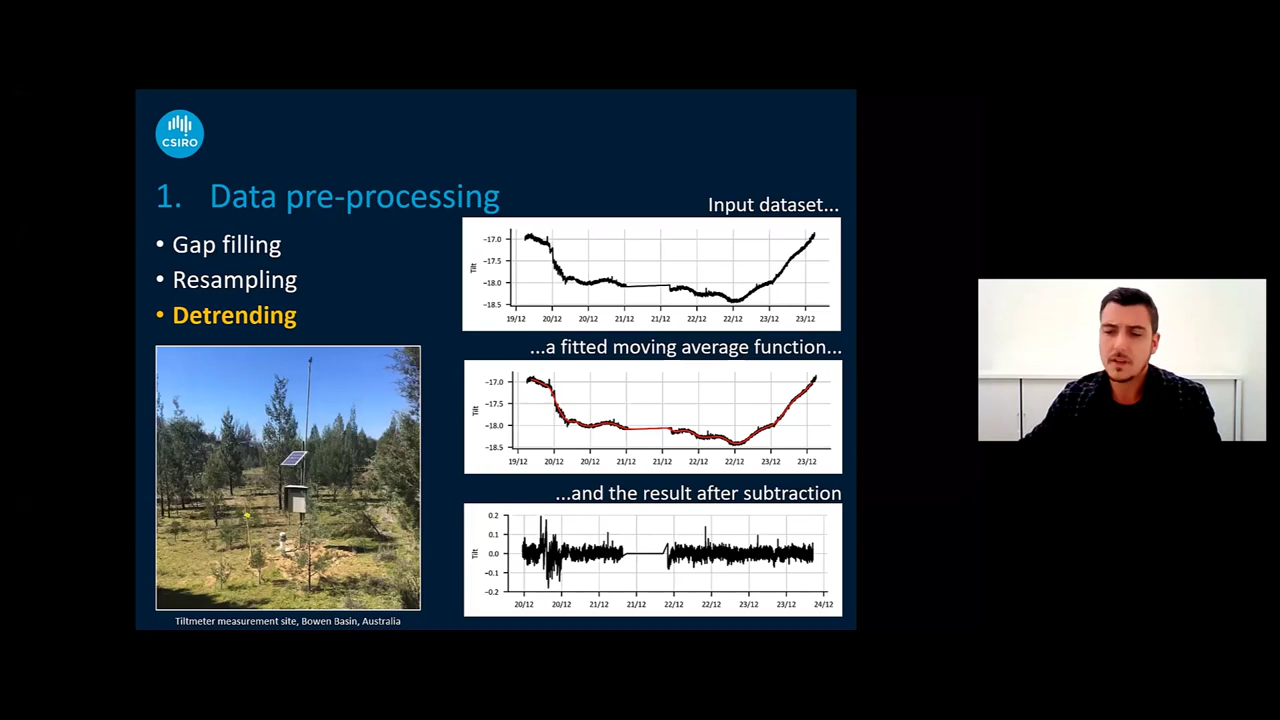 CSIRO
1. Data pre-processing
• Gap filling
• Resampling
• Detrending
Tiltmeter measurement site, Bowen Basin, Australia
Input dataset...
Tilt
−17.0
−17.5
−18.0
−18.5
19/12 20/12 20/12 21/12 21/12 22/12 22/12 23/12 23/12
...a fitted moving average function...
Tilt
−17.0
−17.5
−18.0
−18.5
19/12 20/12 20/12 21/12 21/12 22/12 22/12 23/12 23/12
...and the result after subtraction
Tilt
0.2
0.1
0.0
−0.1
−0.2
20/12 20/12 21/12 21/12 22/12 22/12 23/12 23/12 24/12